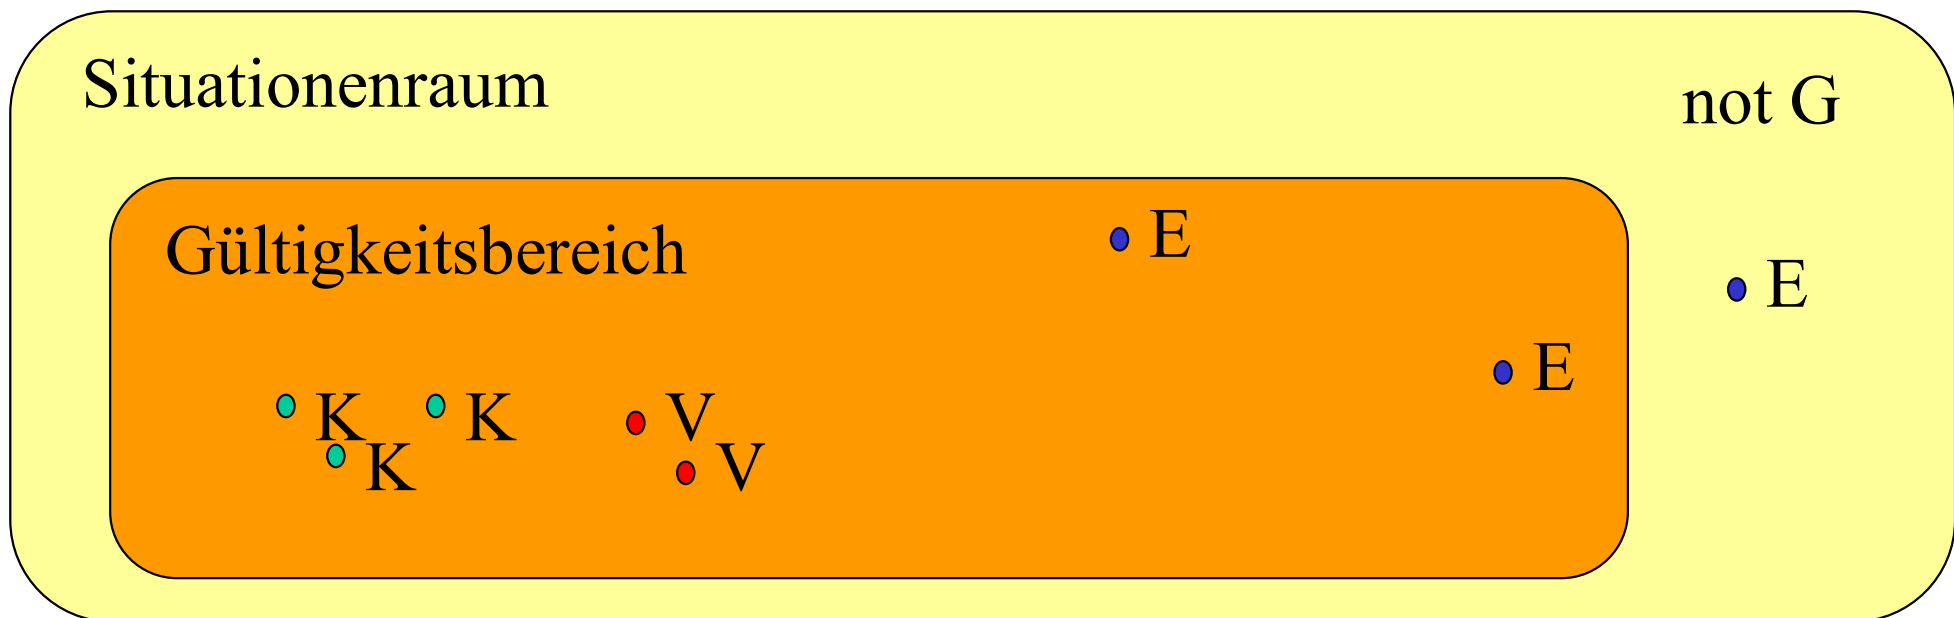 Situationenraum
not G
Gültigkeitsbereich
E
E
E
K
K
V
K
V